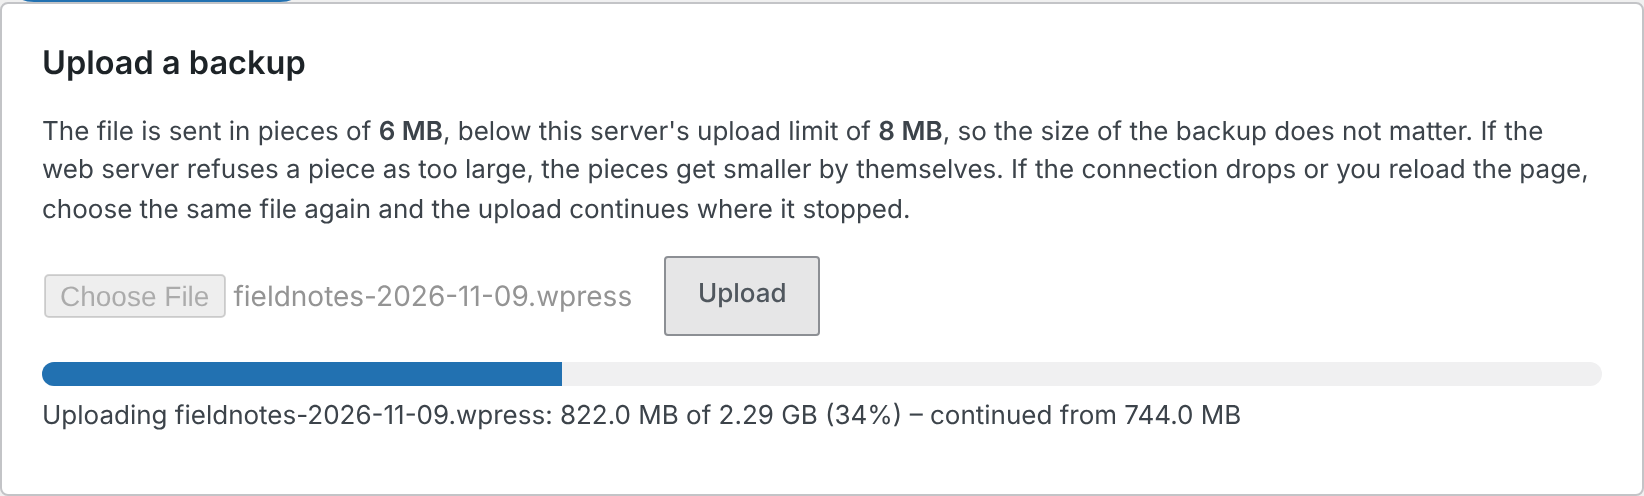 Upload a backup
The file is sent in pieces of 6 MB, below this server's upload limit of 8 MB, so the size of the backup does not matter. If the
web server refuses a piece as too large, the pieces get smaller by themselves. If the connection drops or you reload the page,
choose the same file again and the upload continues where it stopped.
Choose File fieldnotes-2026-11-09.wpress Upload
Uploading fieldnotes-2026-11-09.wpress: 822.0 MB of 2.29 GB (34%) – continued from 744.0 MB